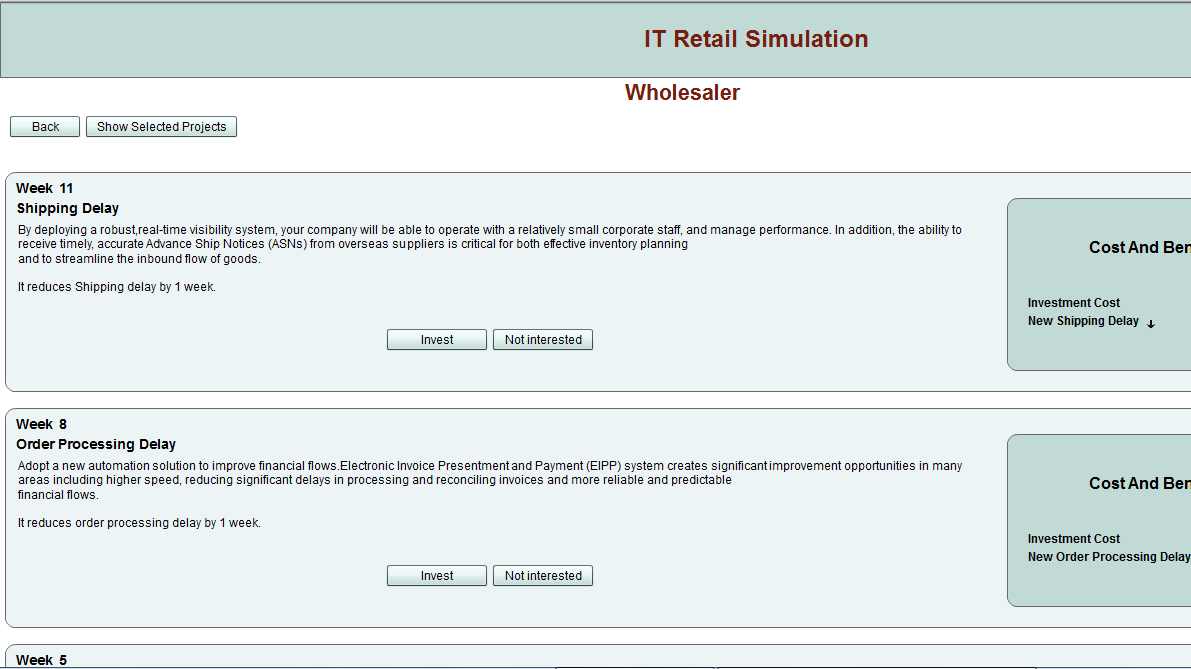 IT Retail Simulation
Wholesaler
Back
Show Selected Projects
Week 11
Shipping Delay
By deploying a robust,real-time visibility system, your company will be able to operate with a relatively small corporate staff, and manage performance. In addition, the ability to
receive timely, accurate Advance Ship Notices (ASNs) from overseas suppliers is critical for both effective inventory planning
and to streamline the inbound flow of goods.
It reduces Shipping delay by 1 week.
Invest
Not interested
Cost And Ben
Investment Cost
New Shipping Delay
Week 8
Order Processing Delay
Adopt a new automation solution to improve financial flows.Electronic Invoice Presentment and Payment (EIPP) system creates significant improvement opportunities in many
areas including higher speed, reducing significant delays in processing and reconciling invoices and more reliable and predictable
financial flows.
It reduces order processing delay by 1 week.
Invest
Not interested
Cost And Ben
Investment Cost
New Order Processing Delay
Week 5